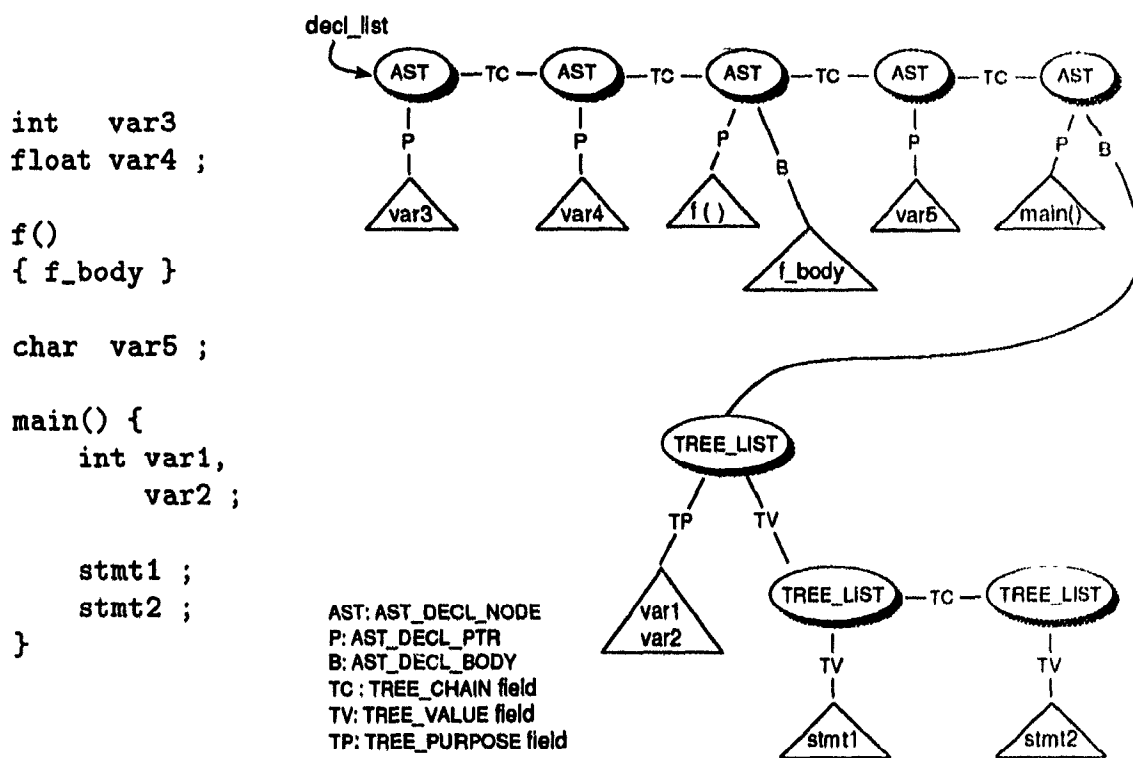 int   var3
float var4 ;
f()
{ f_body }
char  var5 ;
main() {
int var1,
var2 ;
stmt1 ;
stmt2 ;
}
decl_list
AST TC AST TC AST TC AST TC AST
P P P B P P B
var3 var4 f() var5 main()
f_body
TREE_LIST
TP TV
var1
var2
TREE_LIST TC TREE_LIST
TV TV
stmt1 stmt2
AST: AST_DECL_NODE
P: AST_DECL_PTR
B: AST_DECL_BODY
TC : TREE_CHAIN field
TV: TREE_VALUE field
TP: TREE_PURPOSE field